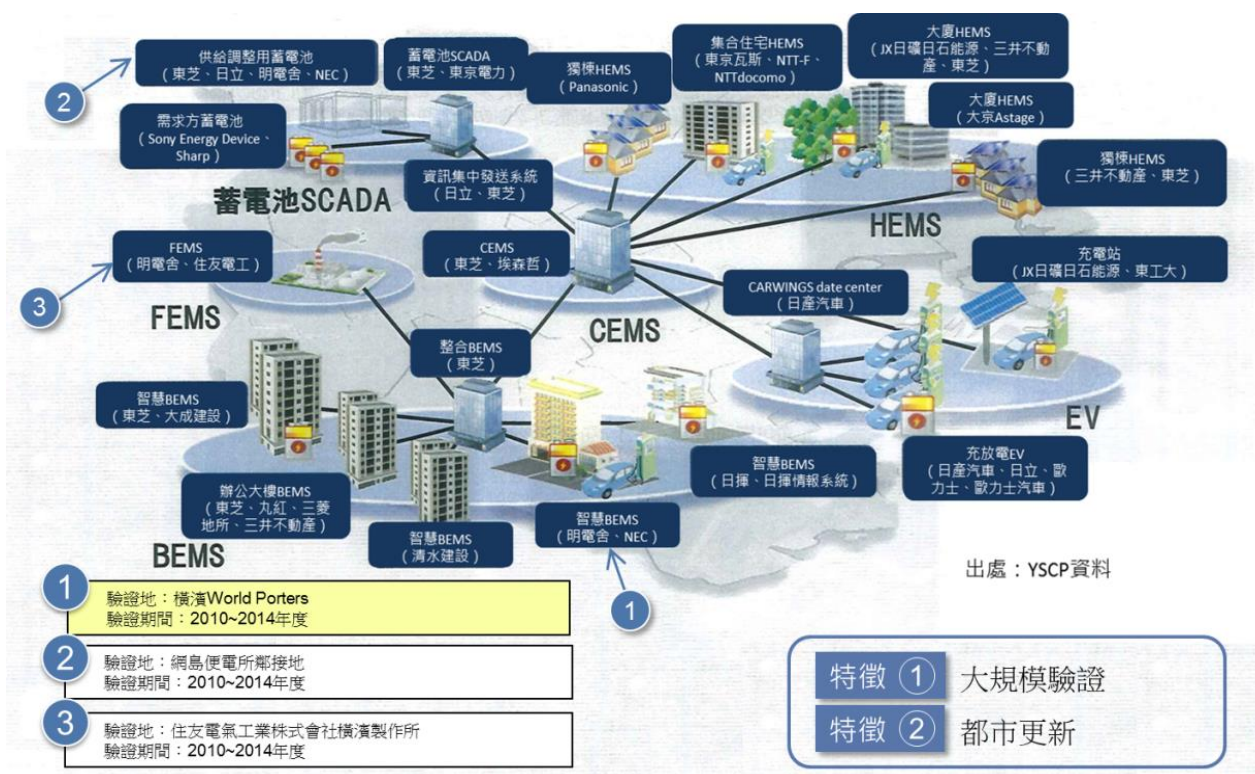 供給調整用蓄電池
（東芝、日立、明電舍、NEC）
蓄電池SCADA
（東芝、東京電力）
獨棟HEMS
（Panasonic）
集合住宅HEMS
（東京瓦斯、NTT-F、
NTTdocomo）
大廈HEMS
（JX日礦日石能源、三井不動
產、東芝）
大廈HEMS
（大京Astage）
2
需求方蓄電池
（Sony Energy Device、
Sharp）
資訊集中發送系統
（日立、東芝）
獨棟HEMS
（三井不動產、東芝）
蓄電池SCADA
HEMS
FEMS
（明電舍、住友電工）
CEMS
（東芝、埃森哲）
充電站
（JX日礦日石能源、東工大）
3
CARWINGS date center
（日產汽車）
FEMS
CEMS
整合BEMS
（東芝）
智慧BEMS
（東芝、大成建設）
EV
智慧BEMS
（日揮、日揮情報系統）
充放電EV
（日產汽車、日立、歐
力士、歐力士汽車）
辦公大樓BEMS
（東芝、丸紅、三菱
地所、三井不動產）
智慧BEMS
（清水建設）
智慧BEMS
（明電舍、NEC）
BEMS
出處：YSCP資料
1
1
驗證地：橫濱World Porters
驗證期間：2010~2014年度
2
驗證地：網島便電所鄰接地
驗證期間：2010~2014年度
3
驗證地：住友電氣工業株式會社橫濱製作所
驗證期間：2010~2014年度
特徵 ① 大規模驗證
特徵 ② 都市更新